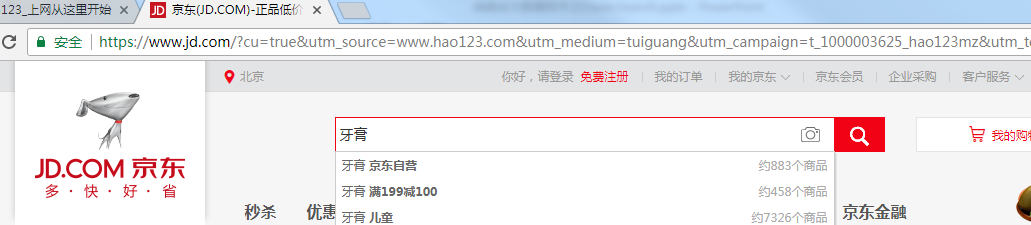 123_上网从这里开始
京东(JD.COM)-正品低价
安全 https://www.jd.com/?cu=true&utm_source=www.hao123.com&utm_medium=tuiguang&utm_campaign=t_1000003625_hao123mz&utm_t
北京 你好，请登录 免费注册 我的订单 我的京东 京东会员 企业采购 客户服务
JD.COM 京东
多·快·好·省
牙膏
我的购物
牙膏 京东自营 约883个商品
牙膏 满199减100 约458个商品
牙膏 儿童 约7326个商品
秒杀 优惠 京东金融